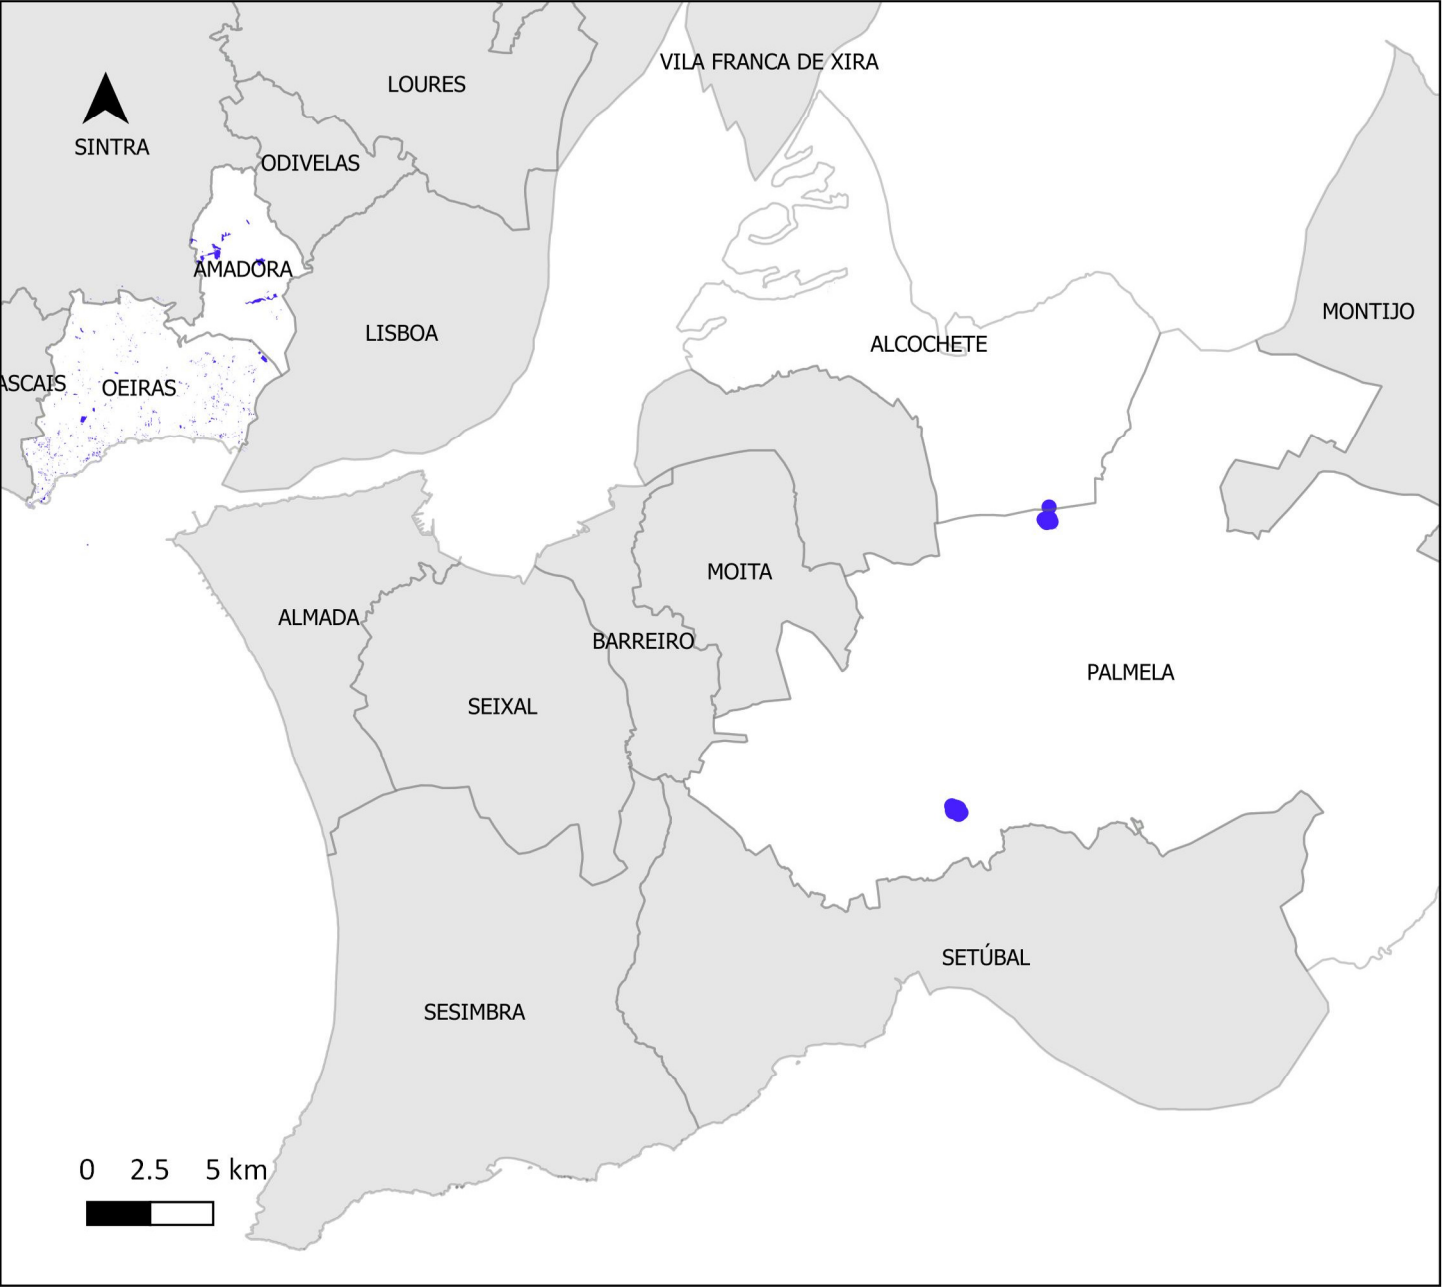 VILA FRANCA DE XIRA
LOURES
SINTRA
ODIVELAS
AMADORA
MONTIJO
LISBOA
ALCOCHETE
ASCAIS
OEIRAS
MOITA
ALMADA
BARREIRO
PALMELA
SEIXAL
SETÚBAL
SESIMBRA
0 2.5 5 km